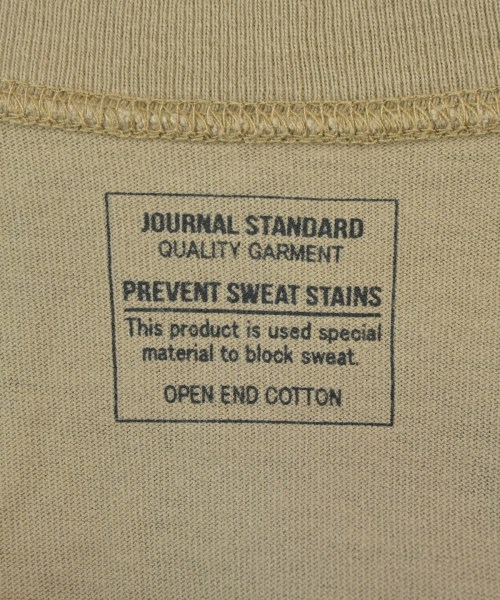 JOURNAL STANDARD
QUALITY GARMENT
PREVENT SWEAT STAINS
This product is used special
material to block sweat.
OPEN END COTTON